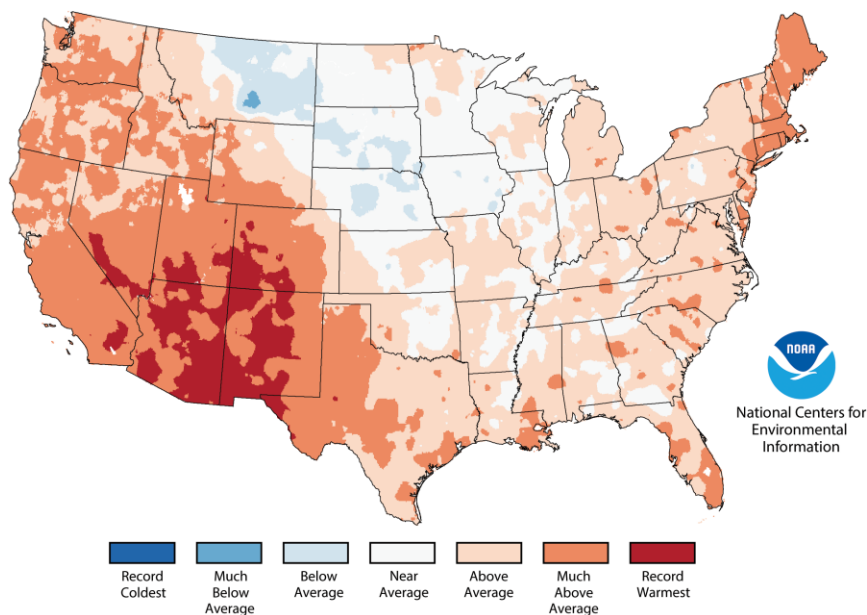 NOAA
National Centers for
Environmental
Information
Record
Coldest
Much
Below
Average
Below
Average
Near
Average
Above
Average
Much
Above
Average
Record
Warmest